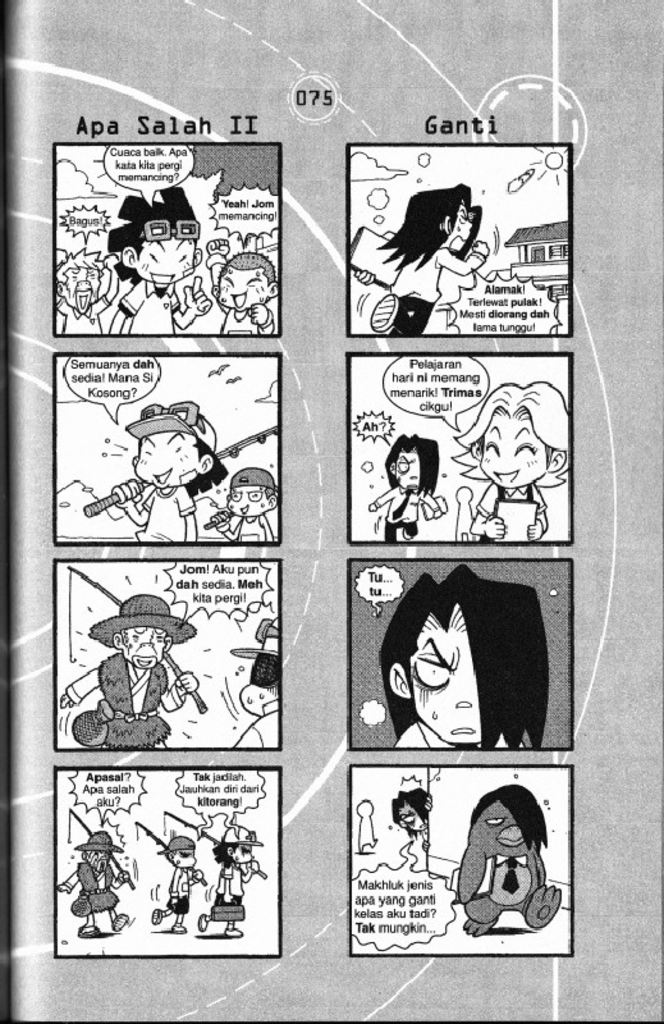 075
Apa Salah II
Cuaca baik. Apa
kata kita pergi
memancing?
Bagus!
Yeah! Jom
memancing!
Semuanya dah
sedia! Mana Si
Kosong?
Jom! Aku pun
dah sedia. Meh
kita pergi!
Apasal?
Apa salah
aku?
Tak jadilah.
Jauhkan diri dari
kitorang!
Ganti
Alamak!
Terlewat pulak!
Mesti diorang dah
lama tunggu!
Pelajaran
hari ni memang
menarik! Trimas
cikgu!
Ah?
Tu...
tu...
Makhluk jenis
apa yang ganti
kelas aku tadi?
Tak mungkin...